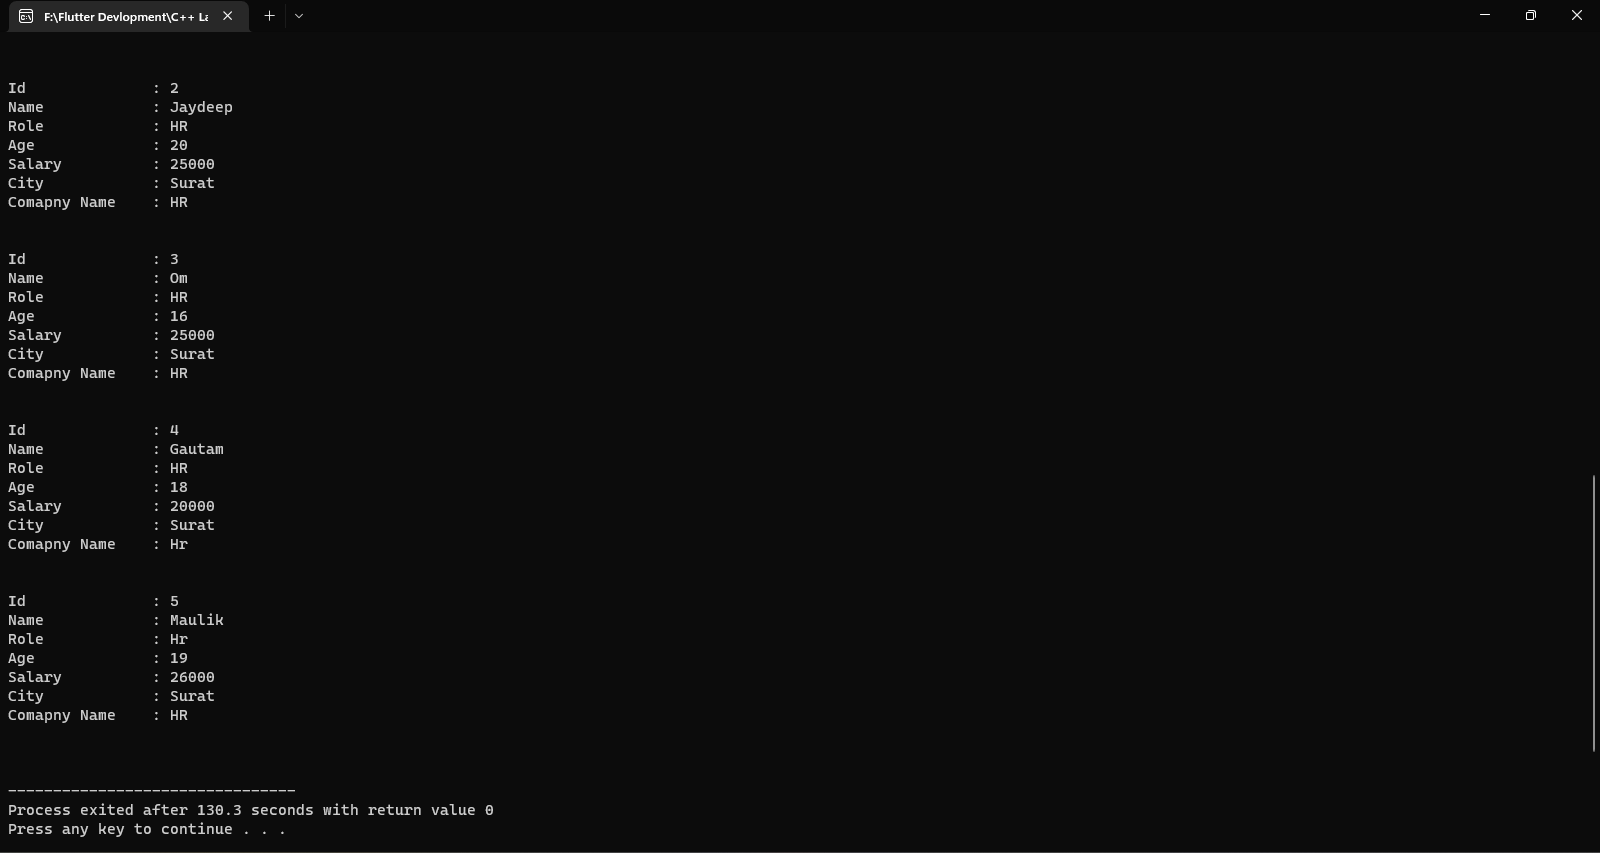 F:\Flutter Devlopment\C++ La
Id : 2
Name : Jaydeep
Role : HR
Age : 20
Salary : 25000
City : Surat
Comapny Name : HR
Id : 3
Name : Om
Role : HR
Age : 16
Salary : 25000
City : Surat
Comapny Name : HR
Id : 4
Name : Gautam
Role : HR
Age : 18
Salary : 20000
City : Surat
Comapny Name : Hr
Id : 5
Name : Maulik
Role : Hr
Age : 19
Salary : 26000
City : Surat
Comapny Name : HR
--------------------------------
Process exited after 130.3 seconds with return value 0
Press any key to continue . . .